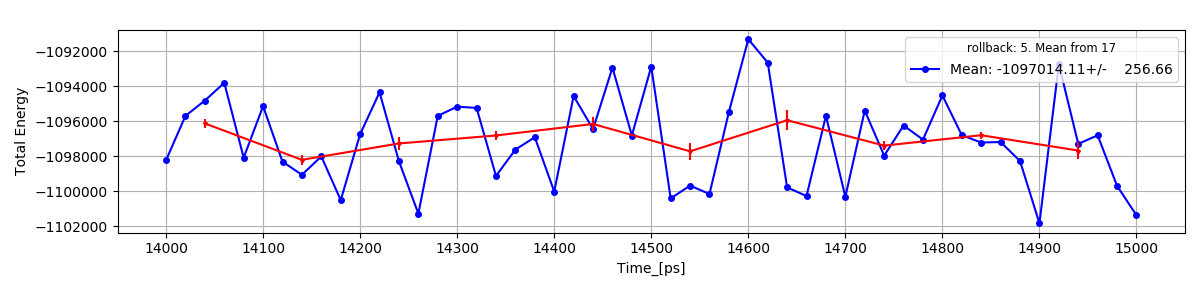 rollback: 5. Mean from 17
Mean: -1097014.11+/-    256.66
Total Energy
−1092000
−1094000
−1096000
−1098000
−1100000
−1102000
14000 14100 14200 14300 14400 14500 14600 14700 14800 14900 15000
Time_[ps]